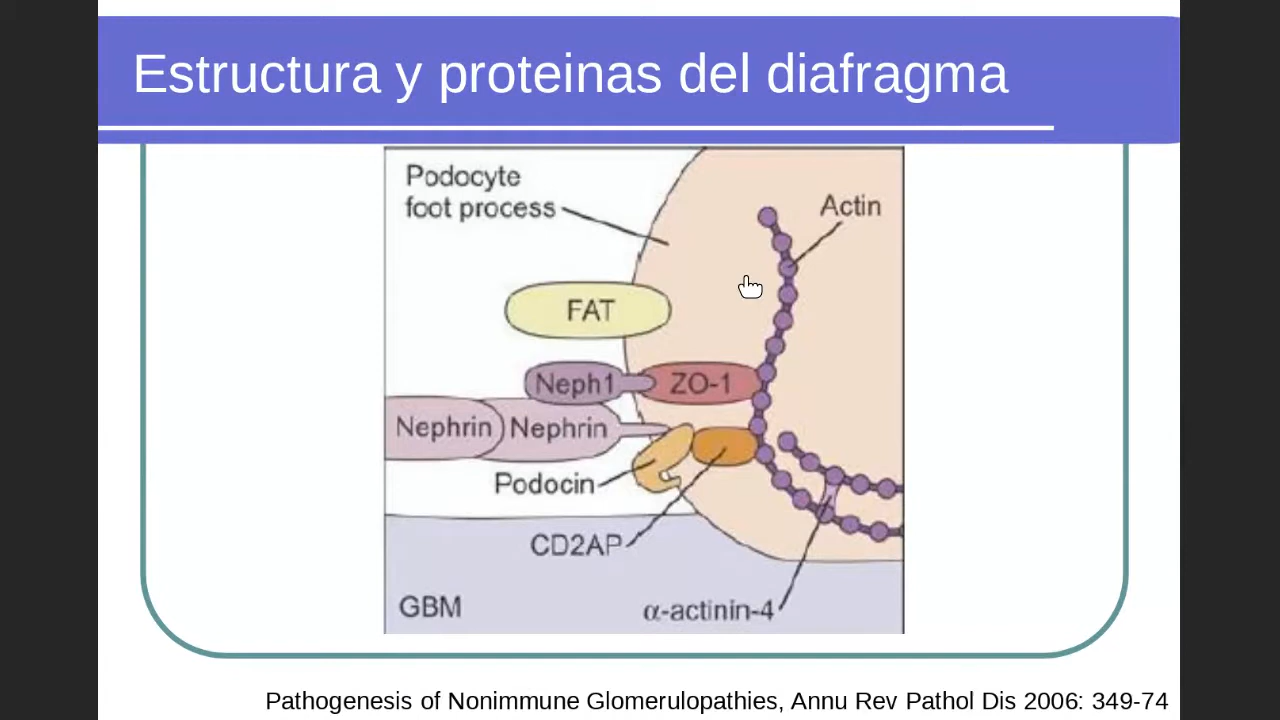 Estructura y proteinas del diafragma
Podocyte
foot process
Actin
FAT
Neph1
ZO-1
Nephrin
Nephrin
Podocin
CD2AP
GBM
α-actinin-4
Pathogenesis of Nonimmune Glomerulopathies, Annu Rev Pathol Dis 2006: 349-74